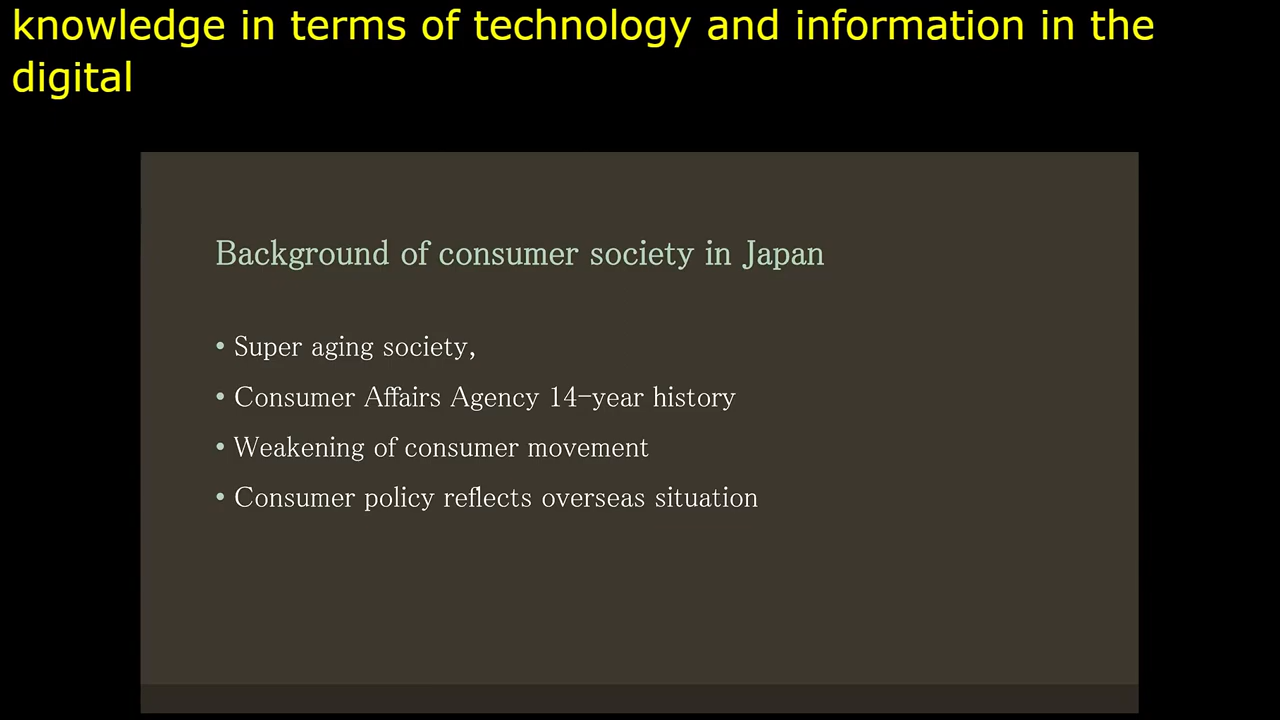 knowledge in terms of technology and information in the
digital
Background of consumer society in Japan
• Super aging society,
• Consumer Affairs Agency 14-year history
• Weakening of consumer movement
• Consumer policy reflects overseas situation